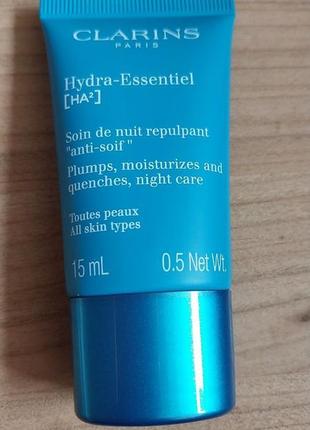 CLARINS
PARIS
Hydra-Essentiel
[HA²]
Soin de nuit repulpant
"anti-soif"
Plumps, moisturizes and
quenches, night care
Toutes peaux
All skin types
15 mL 0.5 Net Wt.